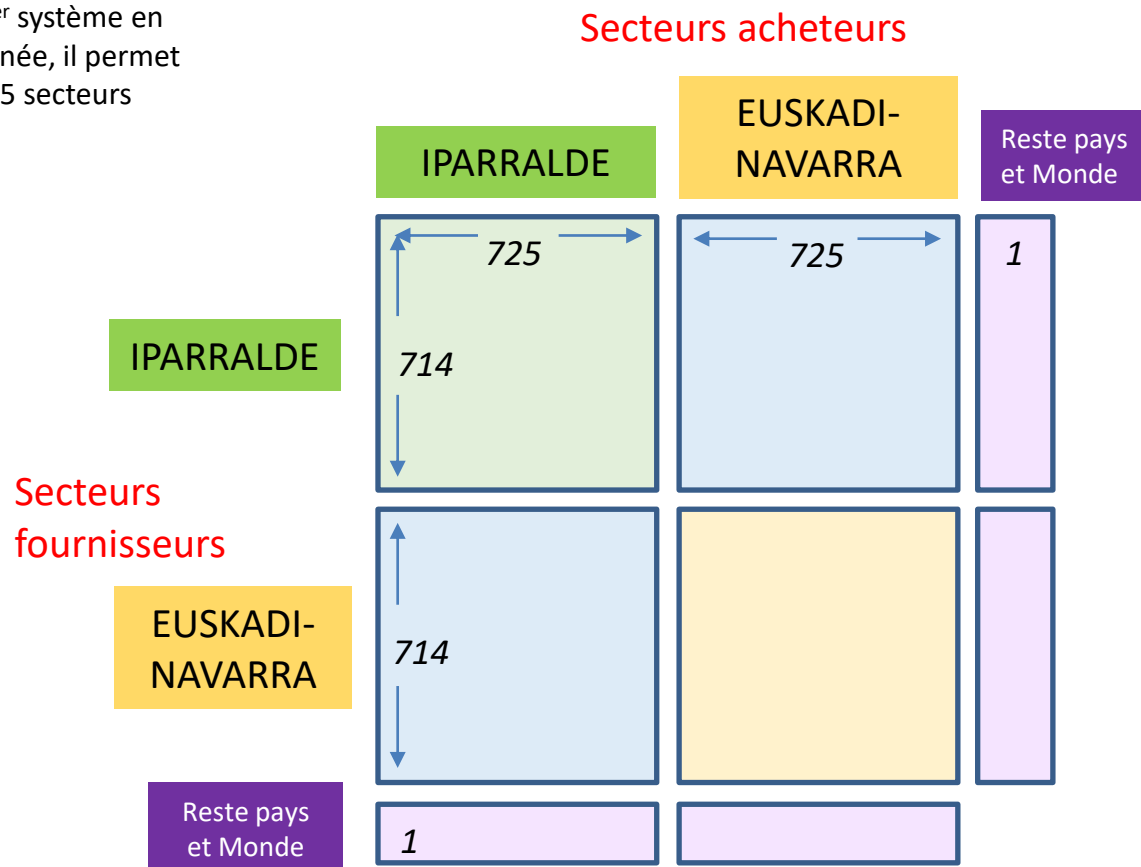 er système en
née, il permet
5 secteurs
Secteurs acheteurs
IPARRALDE
EUSKADI-
NAVARRA
Reste pays
et Monde
725
725
1
IPARRALDE
714
Secteurs
fournisseurs
EUSKADI-
NAVARRA
714
Reste pays
et Monde
1